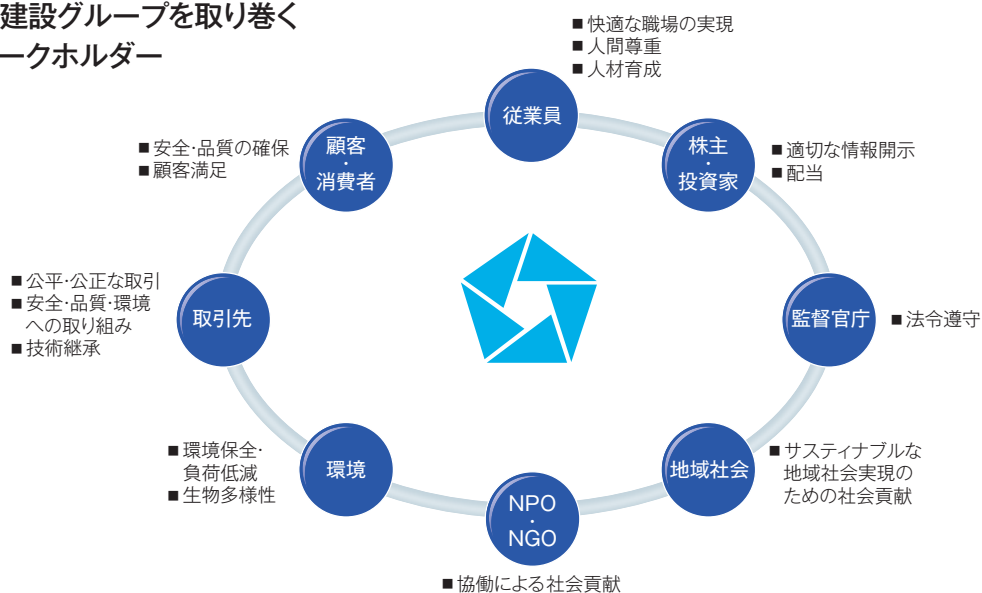 建設グループを取り巻く
ークホルダー
■ 快適な職場の実現
■ 人間尊重
■ 人材育成
従業員
■ 安全・品質の確保
■ 顧客満足
顧客
・
消費者
株主
・
投資家
■ 適切な情報開示
■ 配当
■ 公平・公正な取引
■ 安全・品質・環境
への取り組み
■ 技術継承
取引先
監督官庁
■ 法令遵守
■ 環境保全・
負荷低減
■ 生物多様性
環境
地域社会
■ サスティナブルな
地域社会実現の
ための社会貢献
NPO
・
NGO
■ 協働による社会貢献